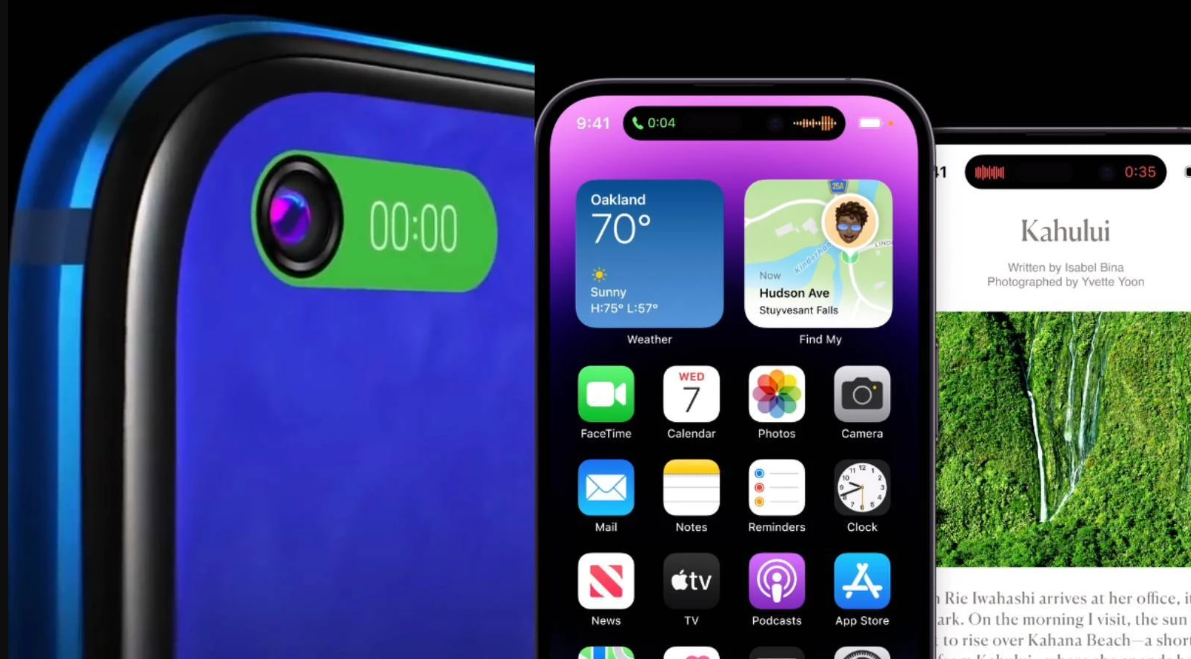 00:00
9:41
0:04
Oakland
70°
Sunny
H:75° L:57°
Weather
25A
Now
Hudson Ave
Stuyvesant Falls
Find My
FaceTime
WED
7
Calendar
Photos
Camera
Mail
Notes
Reminders
Clock
News
tv
TV
Podcasts
App Store
0:35
Kahului
Written by Isabel Bina
Photographed by Yvette Yoon
Rie Iwahashi arrives at her office, it
ark. On the morning I visit, the sun
to rise over Kahana Beach—a short